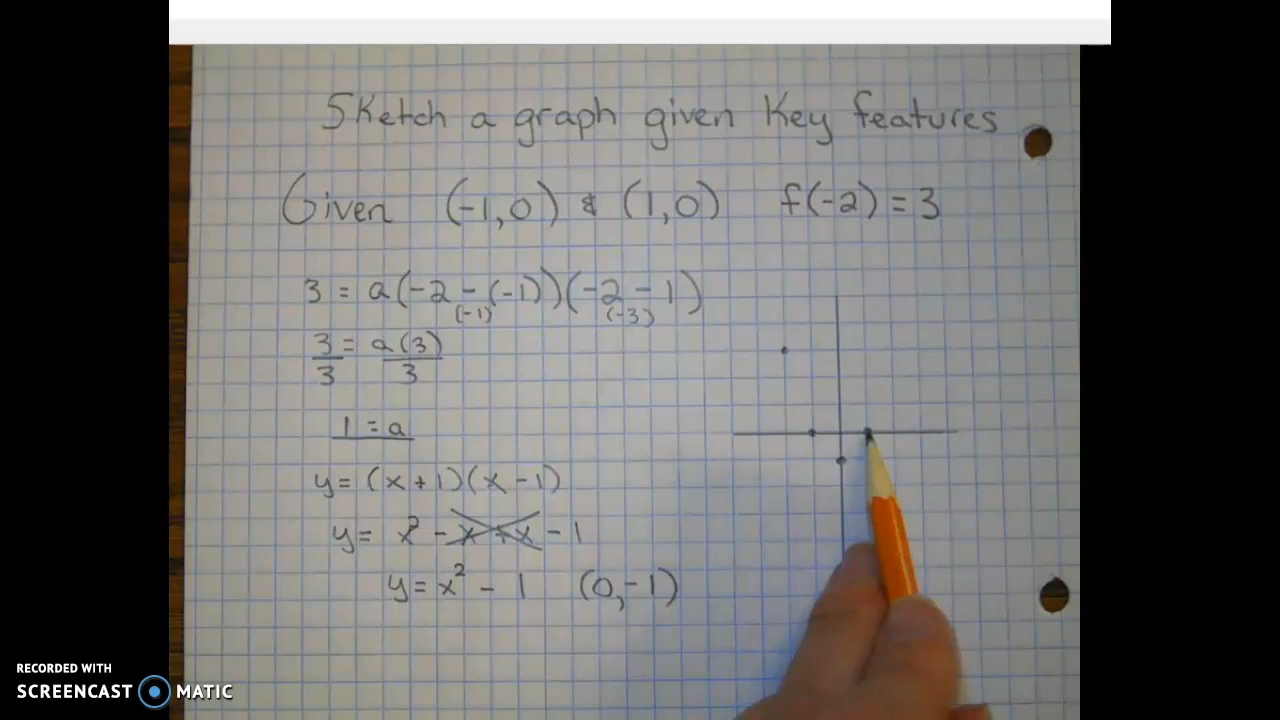 Sketch a graph given key features
Given (-1,0) & (1,0) f(-2) = 3
3 = a(-2 - (-1))(-2 - 1)
(-1) (-3)
3 = a(3)
3 3
1 = a
y = (x+1)(x-1)
y = x² - x + x - 1
y = x² - 1 (0,-1)
RECORDED WITH
SCREENCAST MATIC